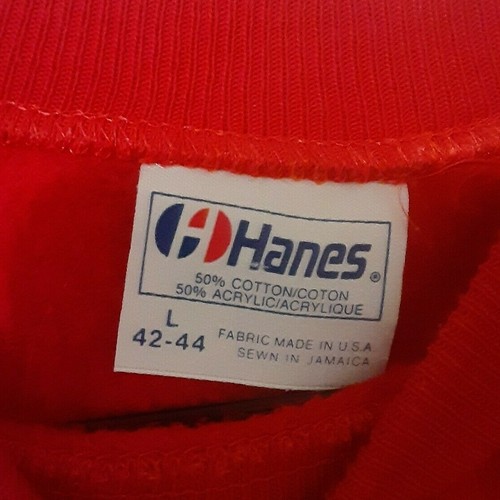 Hanes®
50% COTTON/COTON
50% ACRYLIC/ACRYLIQUE
L
42-44
FABRIC MADE IN U.S.A
SEWN IN JAMAICA